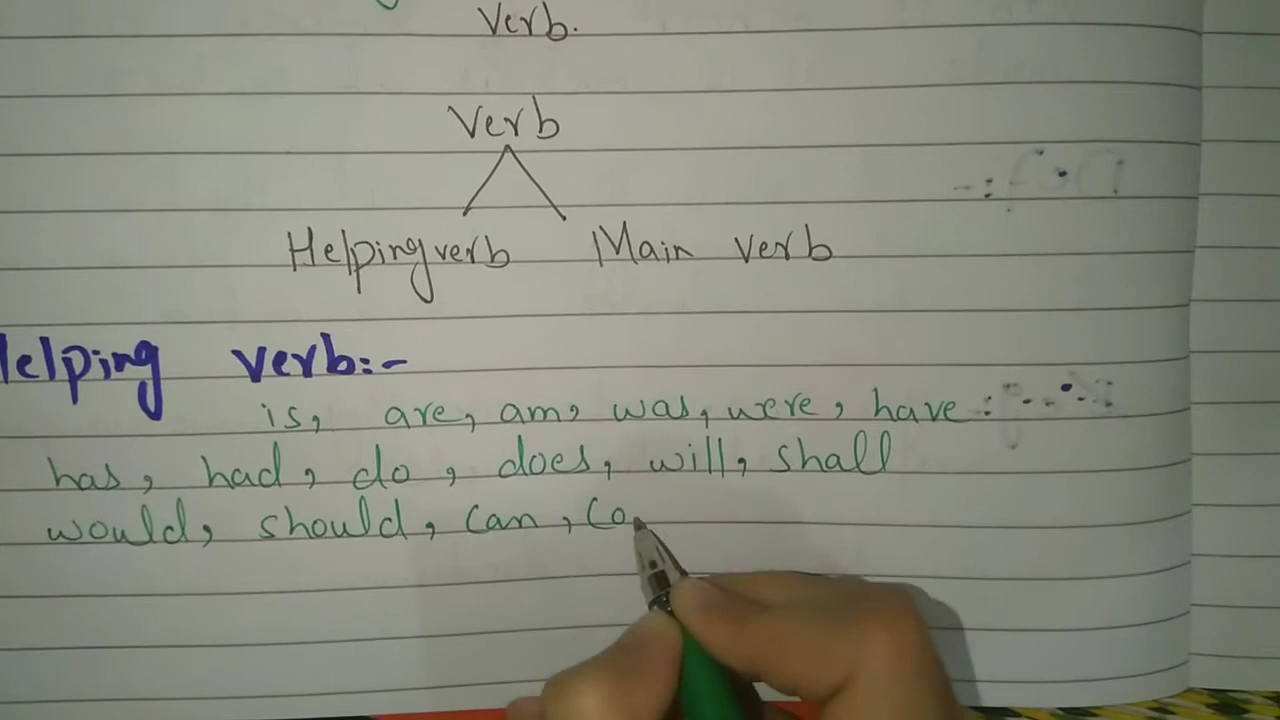 Verb.
Verb
Helping verb Main verb
Helping verb:-
is, are, am, was, were, have
has, had, do, does, will, shall
would, should, can, co